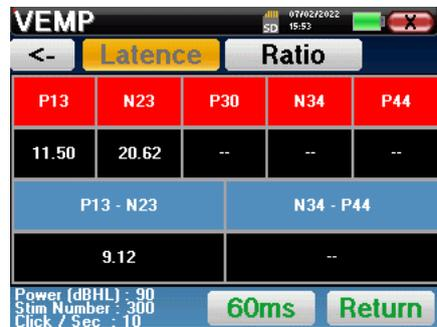 VEMP
SD 07/02/2022 15:53 X
<- Latence Ratio
P13 N23 P30 N34 P44
11.50 20.62 -- -- --
P13 - N23 N34 - P44
9.12 --
Power (dBHL) : 90
Stim Number : 300
Click / Sec : 10
60ms Return